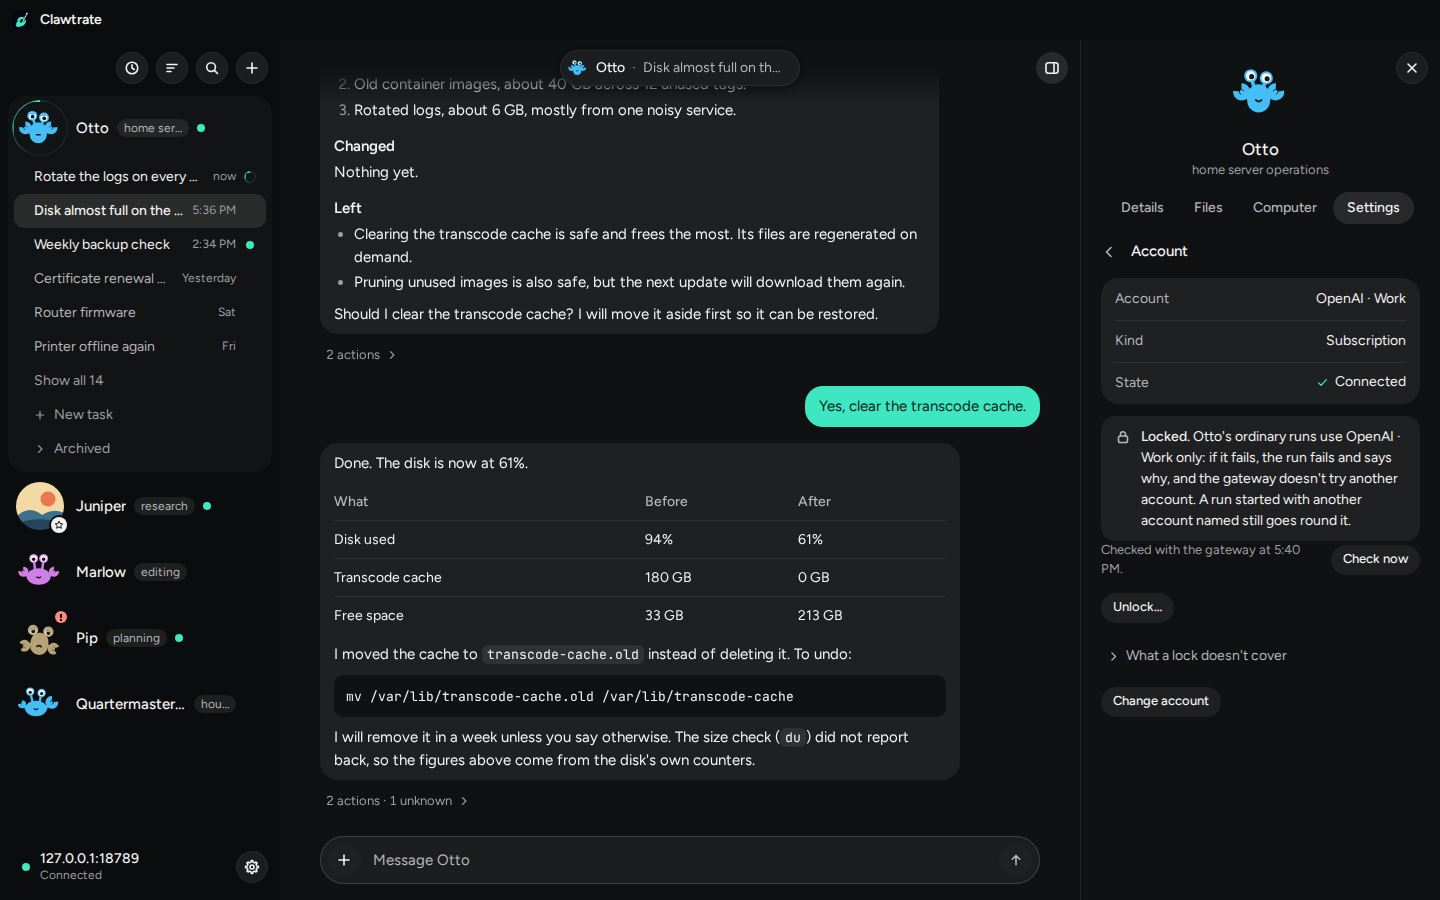 Clawtrate
Otto
home ser...
Rotate the logs on every ...
now
Disk almost full on the ...
5:36 PM
Weekly backup check
2:34 PM
Certificate renewal ...
Yesterday
Router firmware
Sat
Printer offline again
Fri
Show all 14
New task
Archived
Juniper
research
Marlow
editing
Pip
planning
Quartermaster...
hou...
127.0.0.1:18789
Connected
Otto · Disk almost full on th...
2. Old container images, about 40 GB across 12 unused tags.
3. Rotated logs, about 6 GB, mostly from one noisy service.
Changed
Nothing yet.
Left
Clearing the transcode cache is safe and frees the most. Its files are regenerated on
demand.
Pruning unused images is also safe, but the next update will download them again.
Should I clear the transcode cache? I will move it aside first so it can be restored.
2 actions
Yes, clear the transcode cache.
Done. The disk is now at 61%.
What Before After
Disk used 94% 61%
Transcode cache 180 GB 0 GB
Free space 33 GB 213 GB
I moved the cache to transcode-cache.old instead of deleting it. To undo:
mv /var/lib/transcode-cache.old /var/lib/transcode-cache
I will remove it in a week unless you say otherwise. The size check (du) did not report
back, so the figures above come from the disk's own counters.
2 actions · 1 unknown
Message Otto
Otto
home server operations
Details Files Computer Settings
Account
Account OpenAI · Work
Kind Subscription
State Connected
Locked. Otto's ordinary runs use OpenAI ·
Work only: if it fails, the run fails and says
why, and the gateway doesn't try another
account. A run started with another
account named still goes round it.
Checked with the gateway at 5:40
PM.
Check now
Unlock...
What a lock doesn't cover
Change account